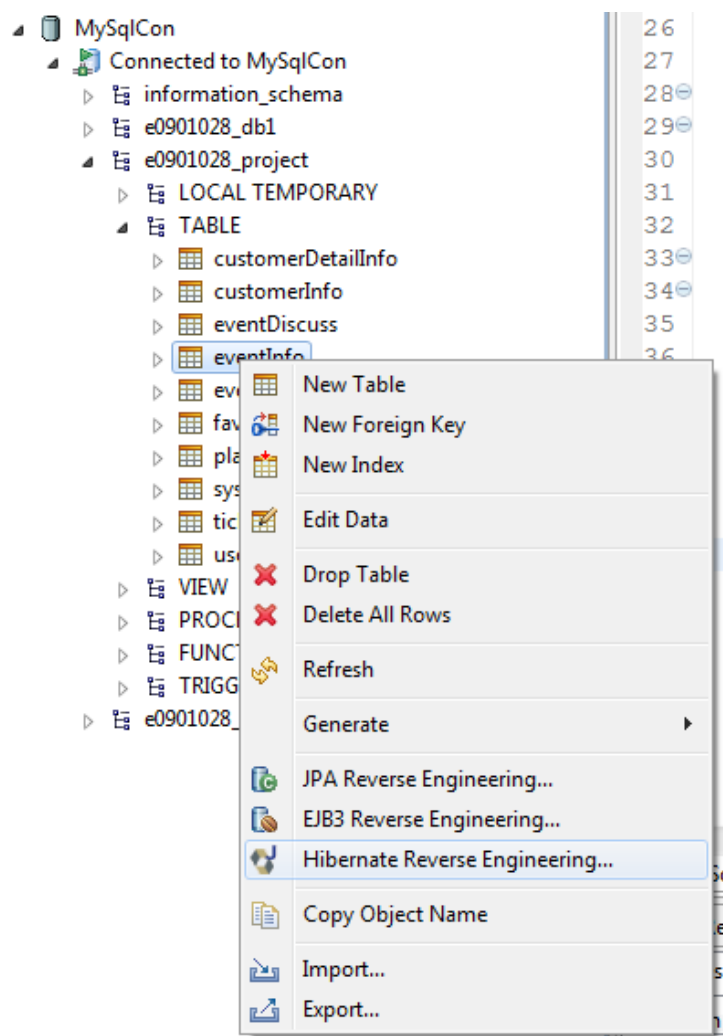 MySqlCon
Connected to MySqlCon
information_schema
e0901028_db1
e0901028_project
LOCAL TEMPORARY
TABLE
customerDetailInfo
customerInfo
eventDiscuss
eventInfo
VIEW
e0901028_
New Table
New Foreign Key
New Index
Edit Data
Drop Table
Delete All Rows
Refresh
Generate
JPA Reverse Engineering...
EJB3 Reverse Engineering...
Hibernate Reverse Engineering...
Copy Object Name
Import...
Export...
26
27
28
29
30
31
32
33
34
35
36